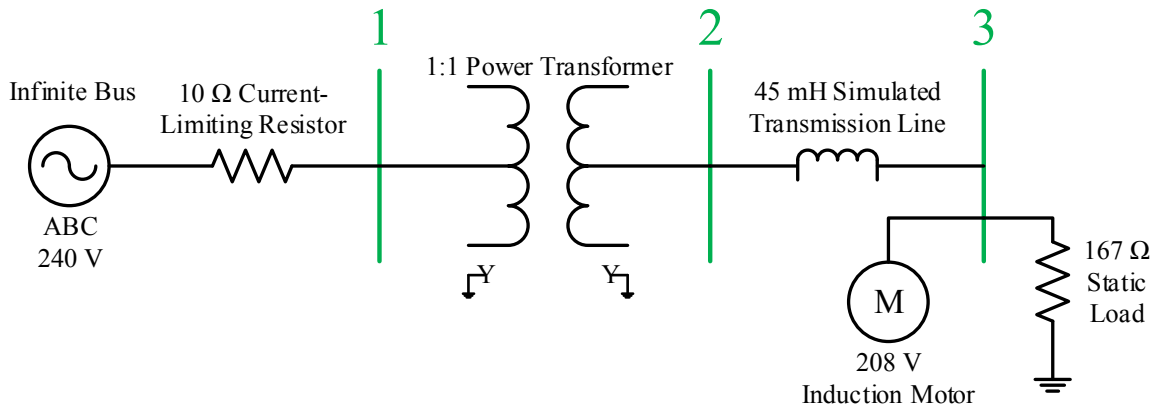 1
2
3
1:1 Power Transformer
Infinite Bus
10 Ω Current-
Limiting Resistor
45 mH Simulated
Transmission Line
ABC
240 V
Y
Y
M
167 Ω
Static
Load
208 V
Induction Motor